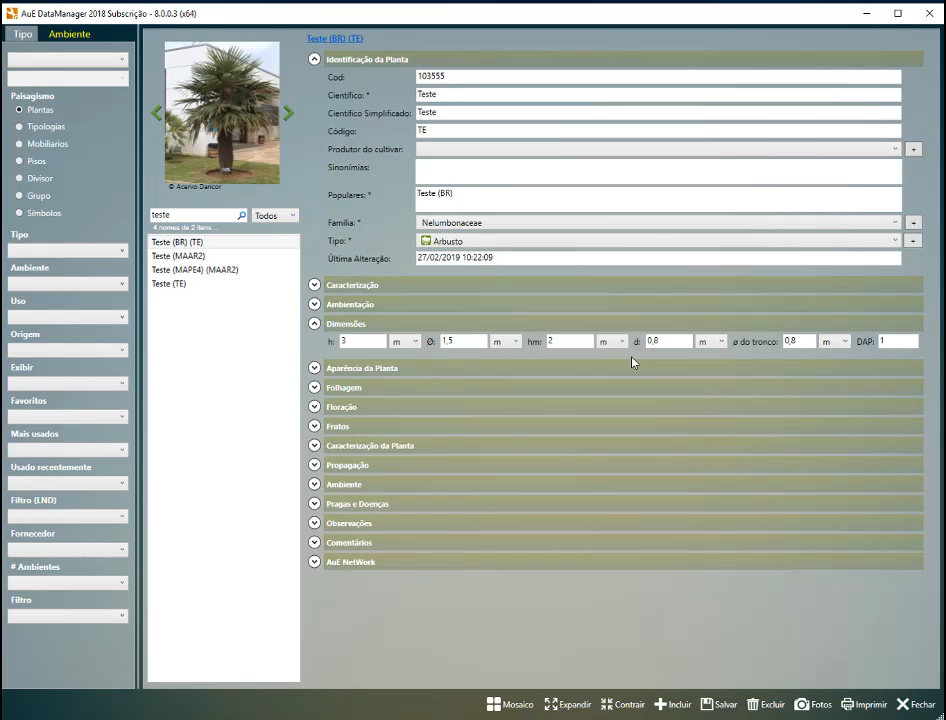 AuE DataManager 2018 Subscrição - 8.0.0.3 (x64)
Tipo Ambiente
Paisagismo
Plantas
Tipologias
Mobiliarios
Pisos
Divisor
Grupo
Símbolos
Tipo
Ambiente
Uso
Origem
Exibir
Favoritos
Mais usados
Usado recentemente
Filtro (LND)
Fornecedor
# Ambientes
Filtro
© Acervo Dancor
teste Todos
4 nomes de 2 itens...
Teste (BR) (TE)
Teste (MAAR2)
Teste (MAPE4) (MAAR2)
Teste (TE)
Teste (BR) (TE)
Identificação da Planta
Cod: 103555
Científico: * Teste
Científico Simplificado: Teste
Código: TE
Produtor do cultivar: +
Sinonímias:
Populares: * Teste (BR)
Família: * Nelumbonaceae +
Tipo: * Arbusto +
Última Alteração: 27/02/2019 10:22:09
Caracterização
Ambientação
Dimensões
h: 3 m Ø: 1,5 m hm: 2 m d: 0,8 m ø do tronco: 0,8 m DAP: 1
Aparência da Planta
Folhagem
Floração
Frutos
Caracterização da Planta
Propagação
Ambiente
Pragas e Doenças
Observações
Comentários
AuE NetWork
Mosaico Expandir Contrair Incluir Salvar Excluir Fotos Imprimir Fechar